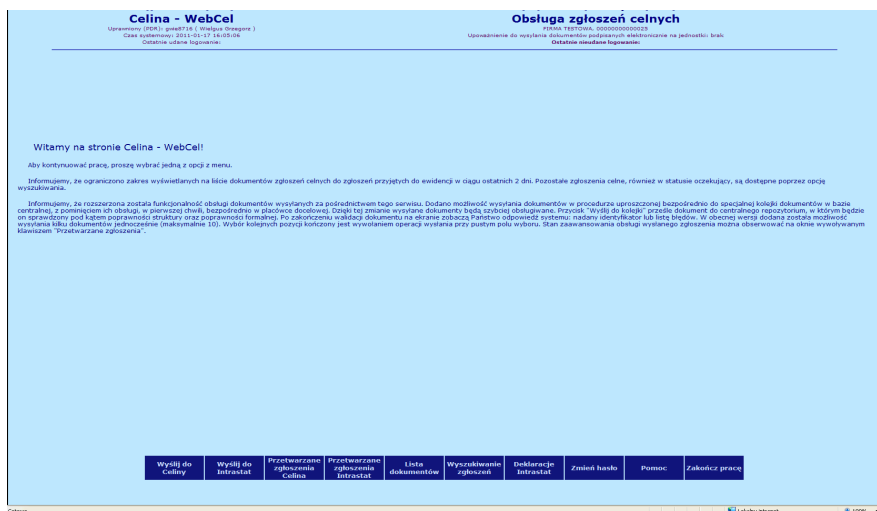 Celina - WebCel
Uprawniony (PDR): gwie8716 ( Wielgus Grzegorz )
Czas systemowy: 2011-01-17 16:05:06
Ostatnie udane logowanie:
Obsługa zgłoszeń celnych
FIRMA TESTOWA, 00000000000029
Upoważnienie do wysyłania dokumentów podpisanych elektronicznie na jednostki: brak
Ostatnie nieudane logowanie:
Witamy na stronie Celina - WebCel!
Aby kontynuować pracę, proszę wybrać jedną z opcji z menu.
Informujemy, że ograniczono zakres wyświetlanych na liście dokumentów zgłoszeń celnych do zgłoszeń przyjętych do ewidencji w ciągu ostatnich 2 dni. Pozostałe zgłoszenia celne, również w statusie oczekujący, są dostępne poprzez opcję
wyszukiwania.
Informujemy, że rozszerzona została funkcjonalność obsługi dokumentów wysyłanych za pośrednictwem tego serwisu. Dodano możliwość wysyłania dokumentów w procedurze uproszczonej bezpośrednio do specjalnej kolejki dokumentów w bazie
centralnej, z pominięciem ich obsługi, w pierwszej chwili, bezpośrednio w placówce docelowej. Dzięki tej zmianie wysyłane dokumenty będą szybciej obsługiwane. Przycisk "Wyślij do kolejki" prześle dokument do centralnego repozytorium, w którym będzie
on sprawdzony pod kątem poprawności struktury oraz poprawności formalnej. Po zakończeniu walidacji dokumentu na ekranie zobaczą Państwo odpowiedź systemu: nadany identyfikator lub listę błędów. W obecnej wersji dodana została możliwość
wysyłania kilku dokumentów jednocześnie (maksymalnie 10). Wybór kolejnych pozycji kończony jest wywołaniem operacji wysłania przy pustym polu wyboru. Stan zaawansowania obsługi wysłanego zgłoszenia można obserwować na oknie wywoływanym
klawiszem "Przetwarzane zgłoszenia".
Wyślij do Celiny
Wyślij do Intrastat
Przetwarzane zgłoszenia Celina
Przetwarzane zgłoszenia Intrastat
Lista dokumentów
Wyszukiwanie zgłoszeń
Deklaracje Intrastat
Zmień hasło
Pomoc
Zakończ pracę